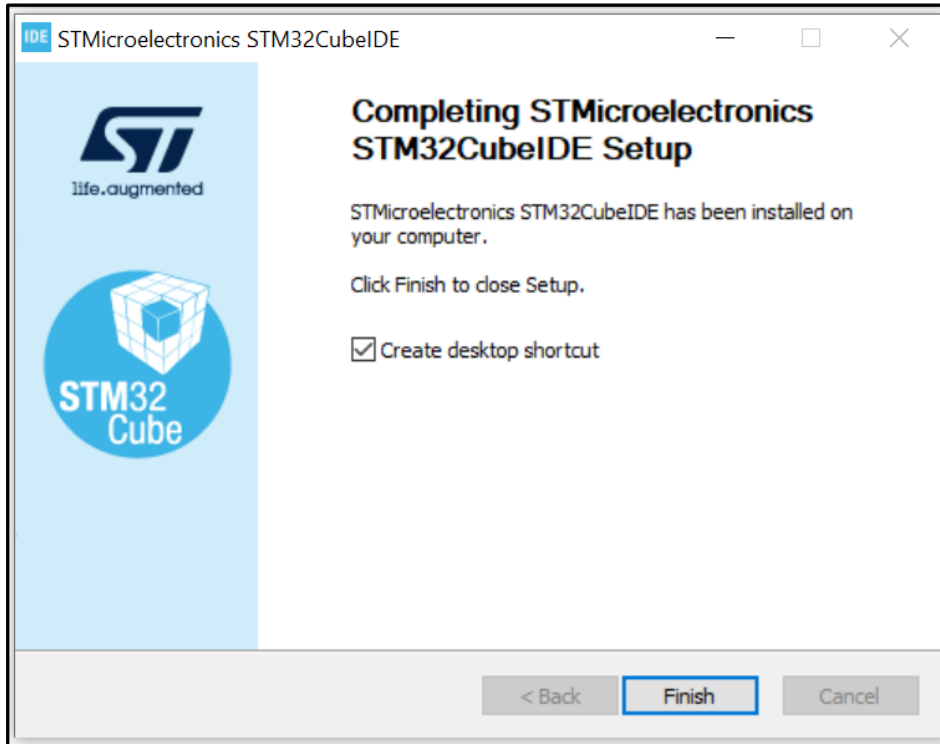 IDE STMicroelectronics STM32CubeIDE
ST
life.augmented
Completing STMicroelectronics
STM32CubeIDE Setup
STMicroelectronics STM32CubeIDE has been installed on
your computer.
Click Finish to close Setup.
Create desktop shortcut
STM32
Cube
< Back Finish Cancel